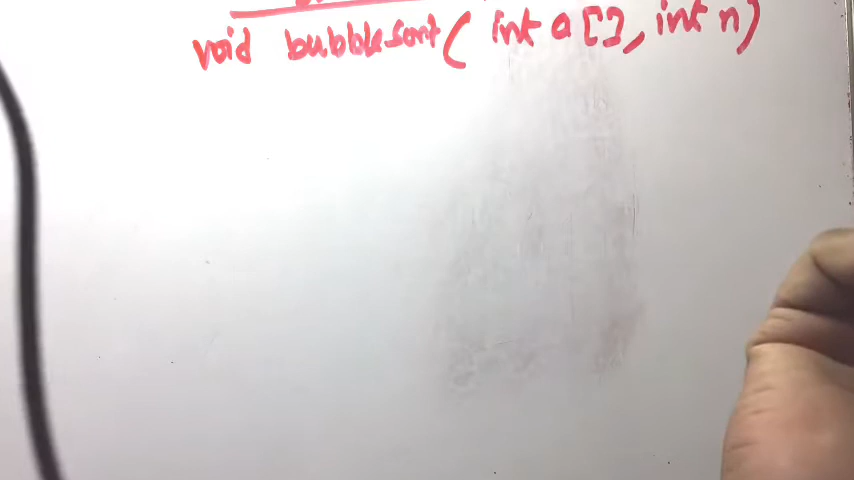 void bubblesort( int a[], int n)